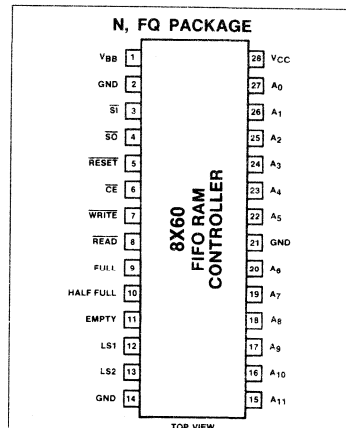 N, FQ PACKAGE
VBB 1 28 VCC
GND 2 27 A0
SI 3 26 A1
SO 4 25 A2
RESET 5 24 A3
CE 6 23 A4
WRITE 7 22 A5
READ 8 21 GND
FULL 9 20 A6
HALF FULL 10 19 A7
EMPTY 11 18 A8
LS1 12 17 A9
LS2 13 16 A10
GND 14 15 A11
8X60
FIFO RAM
CONTROLLER
TOP VIEW